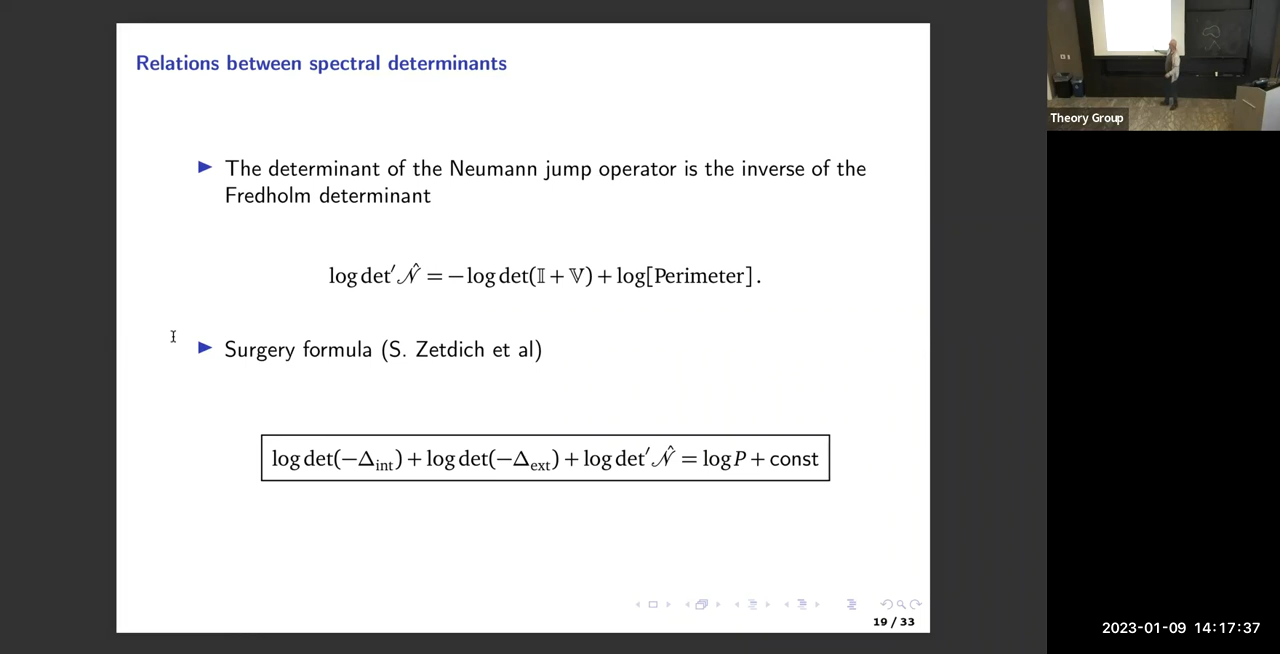 Relations between spectral determinants
▶ The determinant of the Neumann jump operator is the inverse of the
Fredholm determinant
log det′ 𝒩̂ = − log det(𝕀 + 𝕍) + log[Perimeter].
▶ Surgery formula (S. Zetdich et al)
log det(−Δ_int) + log det(−Δ_ext) + log det′ 𝒩̂ = log P + const
19 / 33
Theory Group
2023-01-09 14:17:37